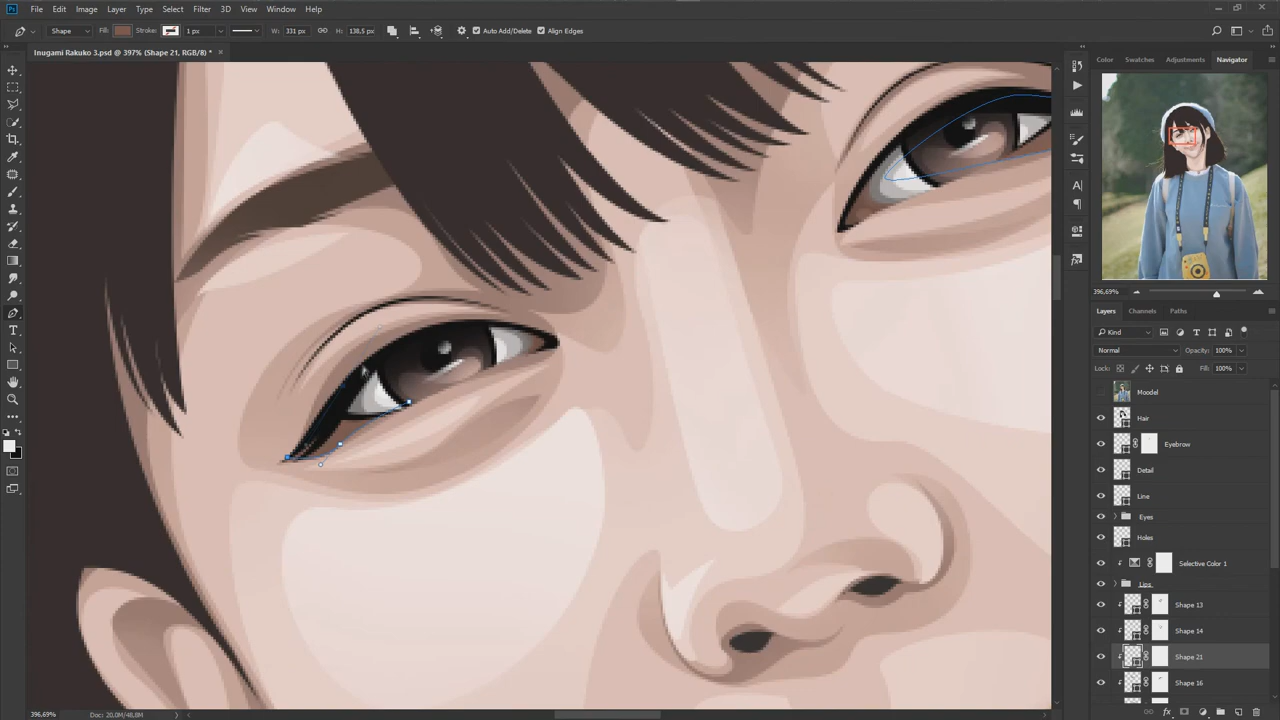 Ps File Edit Image Layer Type Select Filter 3D View Window Help
Shape Fill: Stroke: 1 px W: 331 px H: 138.5 px Auto Add/Delete Align Edges
Inugami Rakuko 3.psd @ 397% (Shape 21, RGB/8) * ×
Color Swatches Adjustments Navigator
396,69%
Layers Channels Paths
Kind
Normal Opacity: 100%
Lock: Fill: 100%
Moodel
Hair
Eyebrow
Detail
Line
Eyes
Holes
Selective Color 1
Lips
Shape 13
Shape 14
Shape 21
Shape 16
396,69% Doc: 20,0M/48,8M